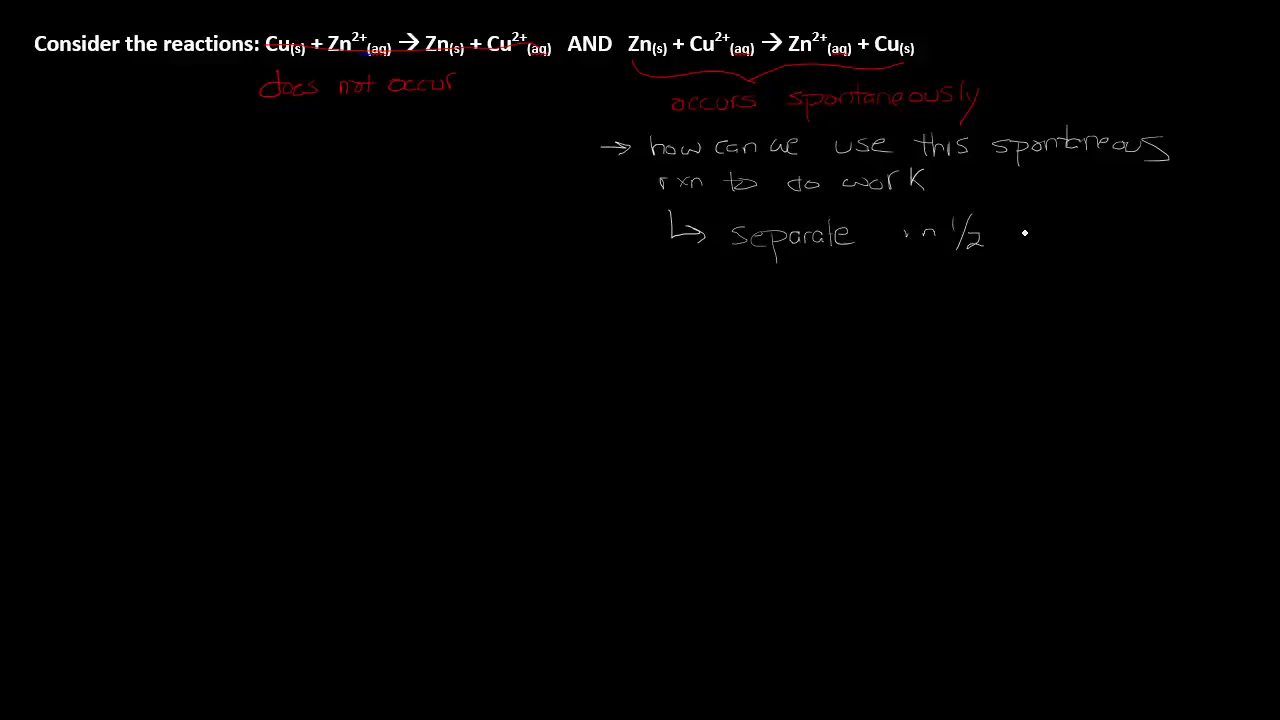 Consider the reactions: Cu(s) + Zn²⁺(aq) → Zn(s) + Cu²⁺(aq) AND Zn(s) + Cu²⁺(aq) → Zn²⁺(aq) + Cu(s)
does not occur
occurs spontaneously
→ how can we use this spontaneous
rxn to do work
↳ separate in 1/2